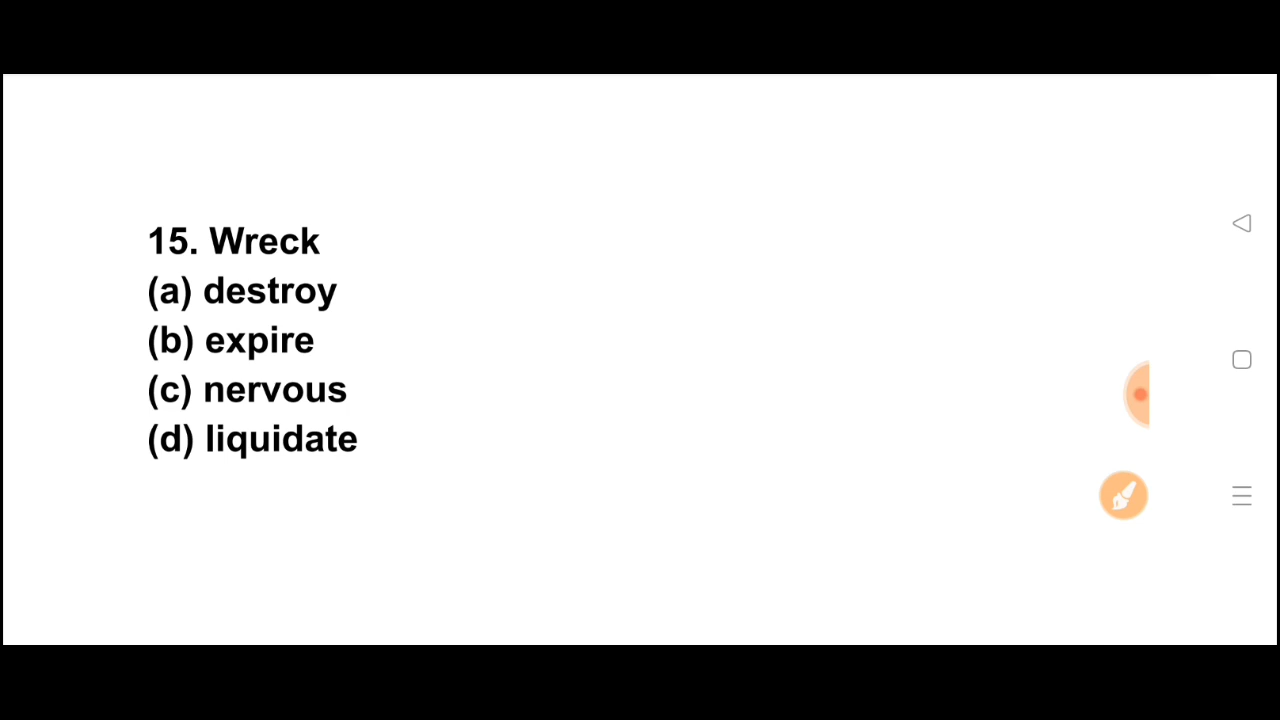 15. Wreck
(a) destroy
(b) expire
(c) nervous
(d) liquidate